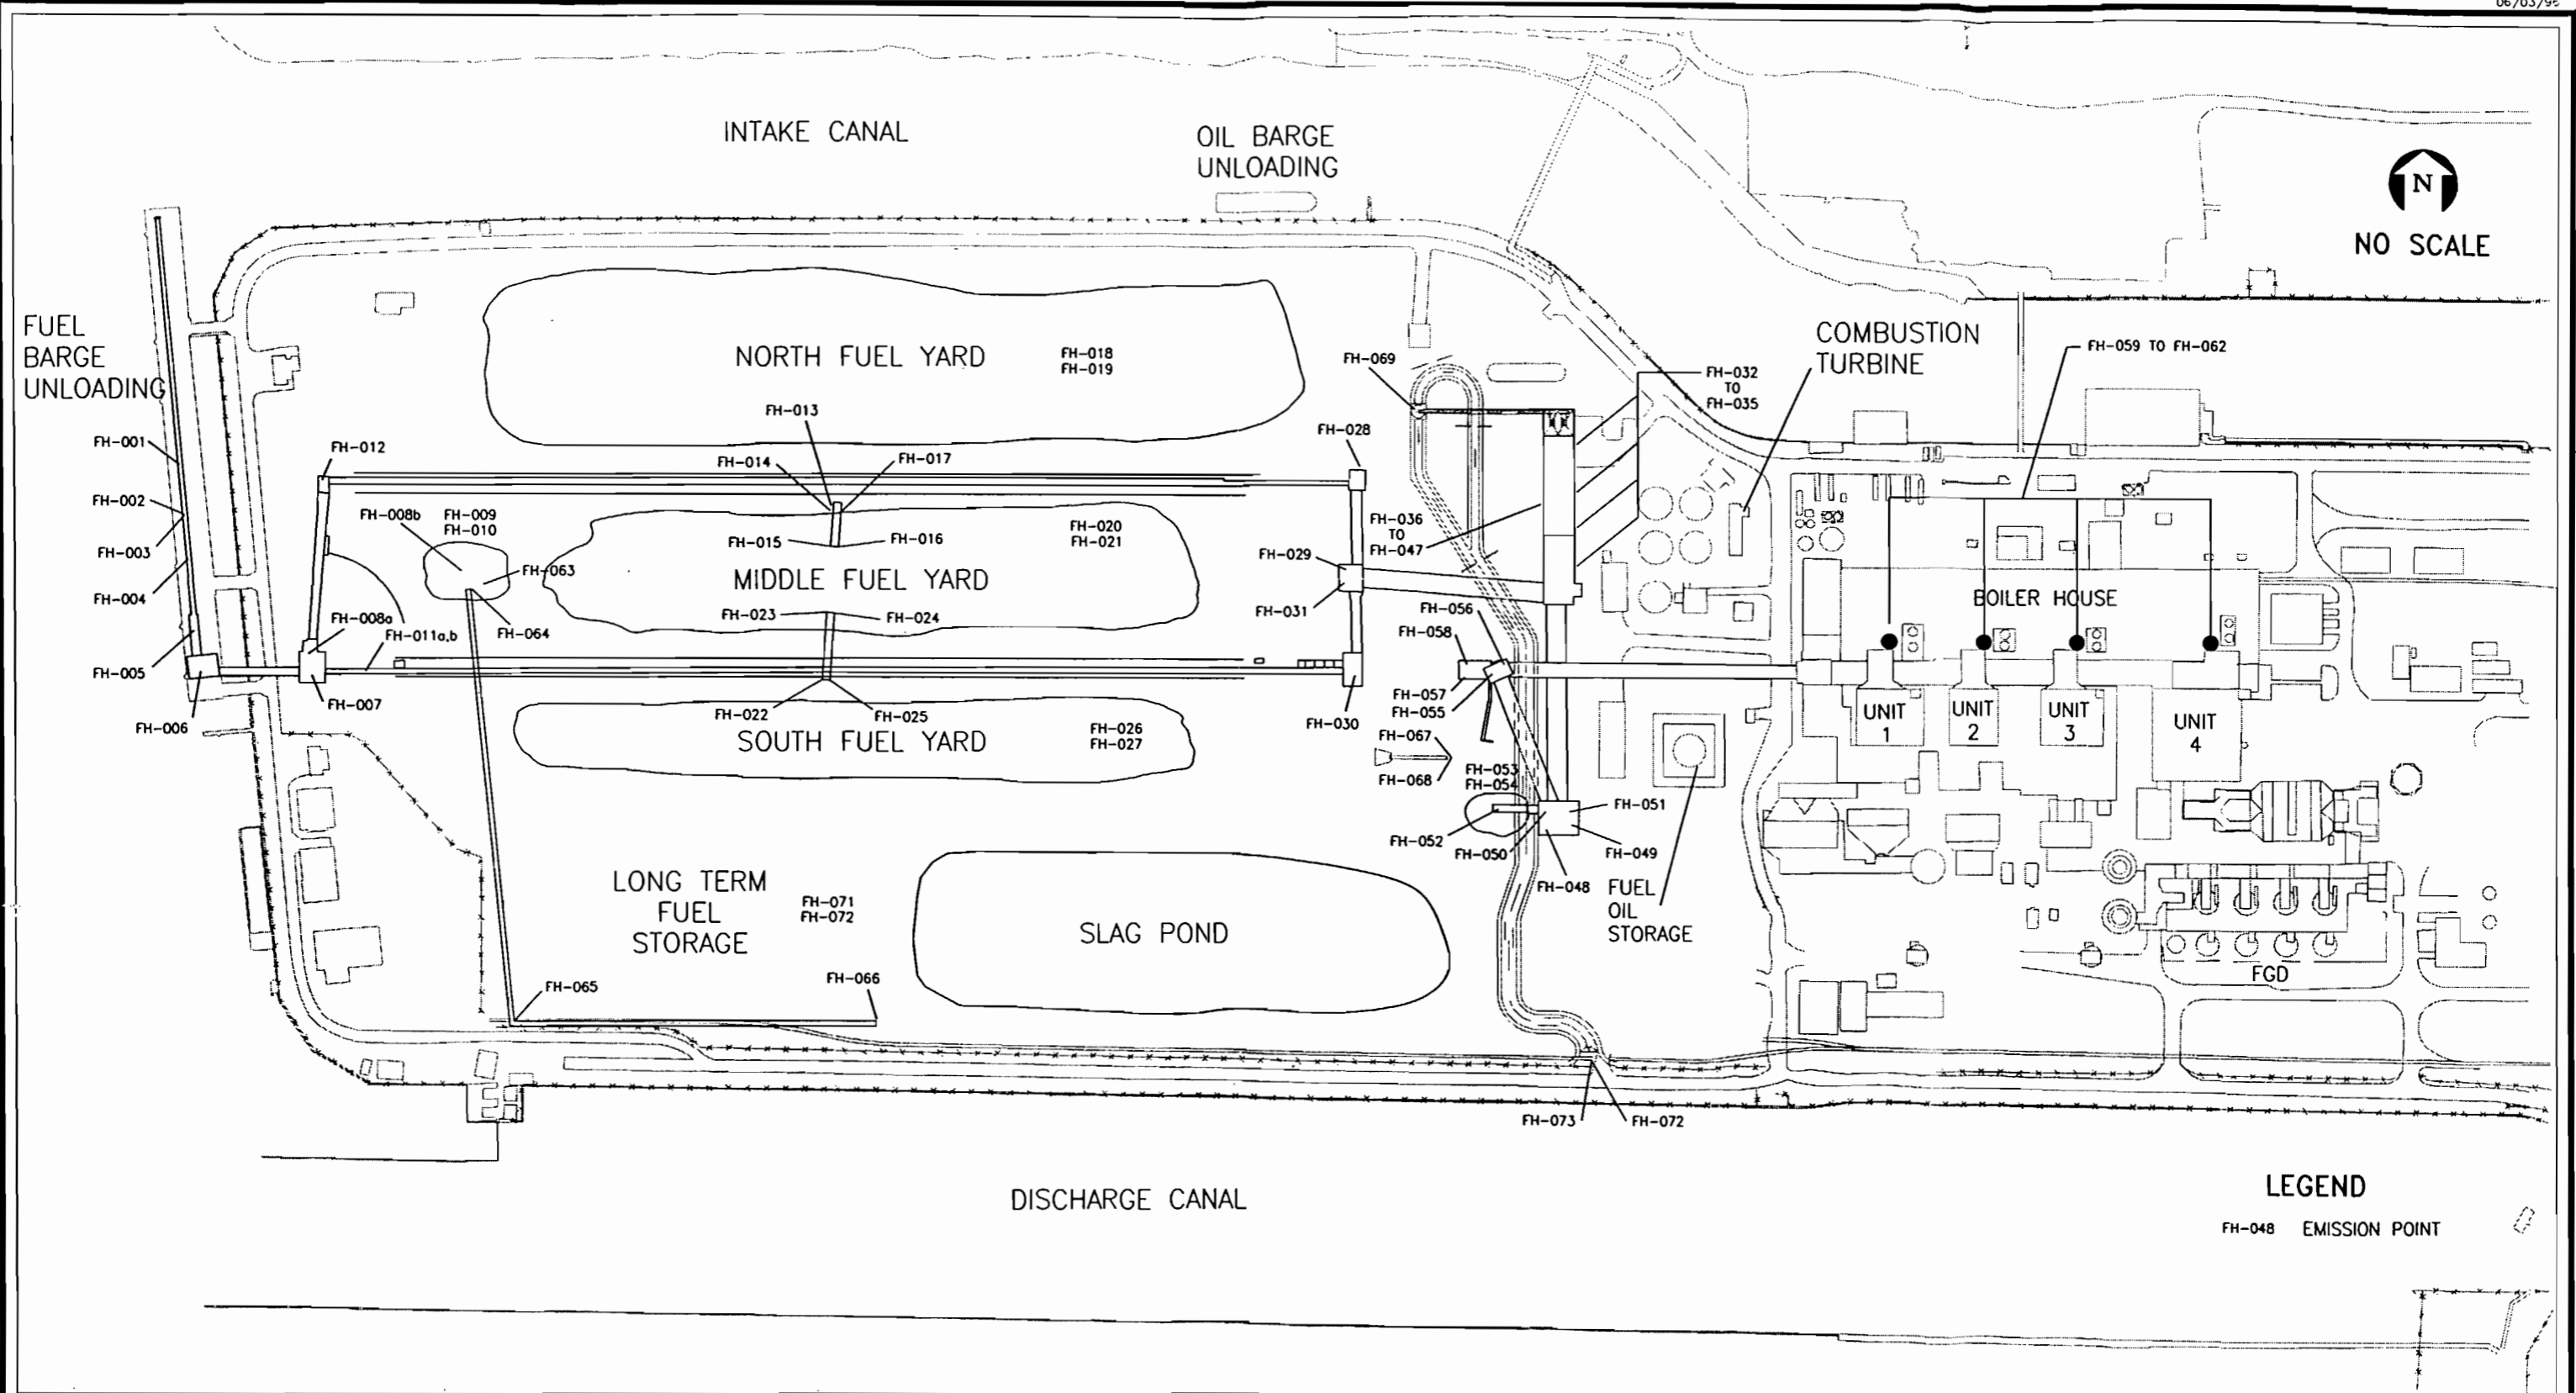 INTAKE CANAL
OIL BARGE
UNLOADING
N
NO SCALE
FUEL
BARGE
UNLOADING
NORTH FUEL YARD
FH-018
FH-019
COMBUSTION
TURBINE
FH-059 TO FH-062
FH-069
FH-032
TO
FH-035
FH-013
FH-028
FH-001
FH-012
FH-014
FH-017
FH-002
FH-008b
FH-009
FH-010
FH-020
FH-021
FH-036
TO
FH-047
FH-003
FH-015
FH-016
FH-029
FH-063
MIDDLE FUEL YARD
FH-004
BOILER HOUSE
FH-031
FH-056
FH-008a
FH-023
FH-024
FH-011a,b
FH-064
FH-058
FH-005
FH-007
FH-057
FH-055
FH-006
FH-022
FH-025
FH-030
SOUTH FUEL YARD
FH-026
FH-027
FH-067
FH-068
UNIT
1
UNIT
2
UNIT
3
UNIT
4
FH-053
FH-054
FH-051
FH-052
FH-050
FH-049
FH-048
LONG TERM
FUEL
STORAGE
FH-071
FH-072
SLAG POND
FUEL
OIL
STORAGE
FGD
FH-065
FH-066
FH-073
FH-072
DISCHARGE CANAL
LEGEND
FH-048 EMISSION POINT